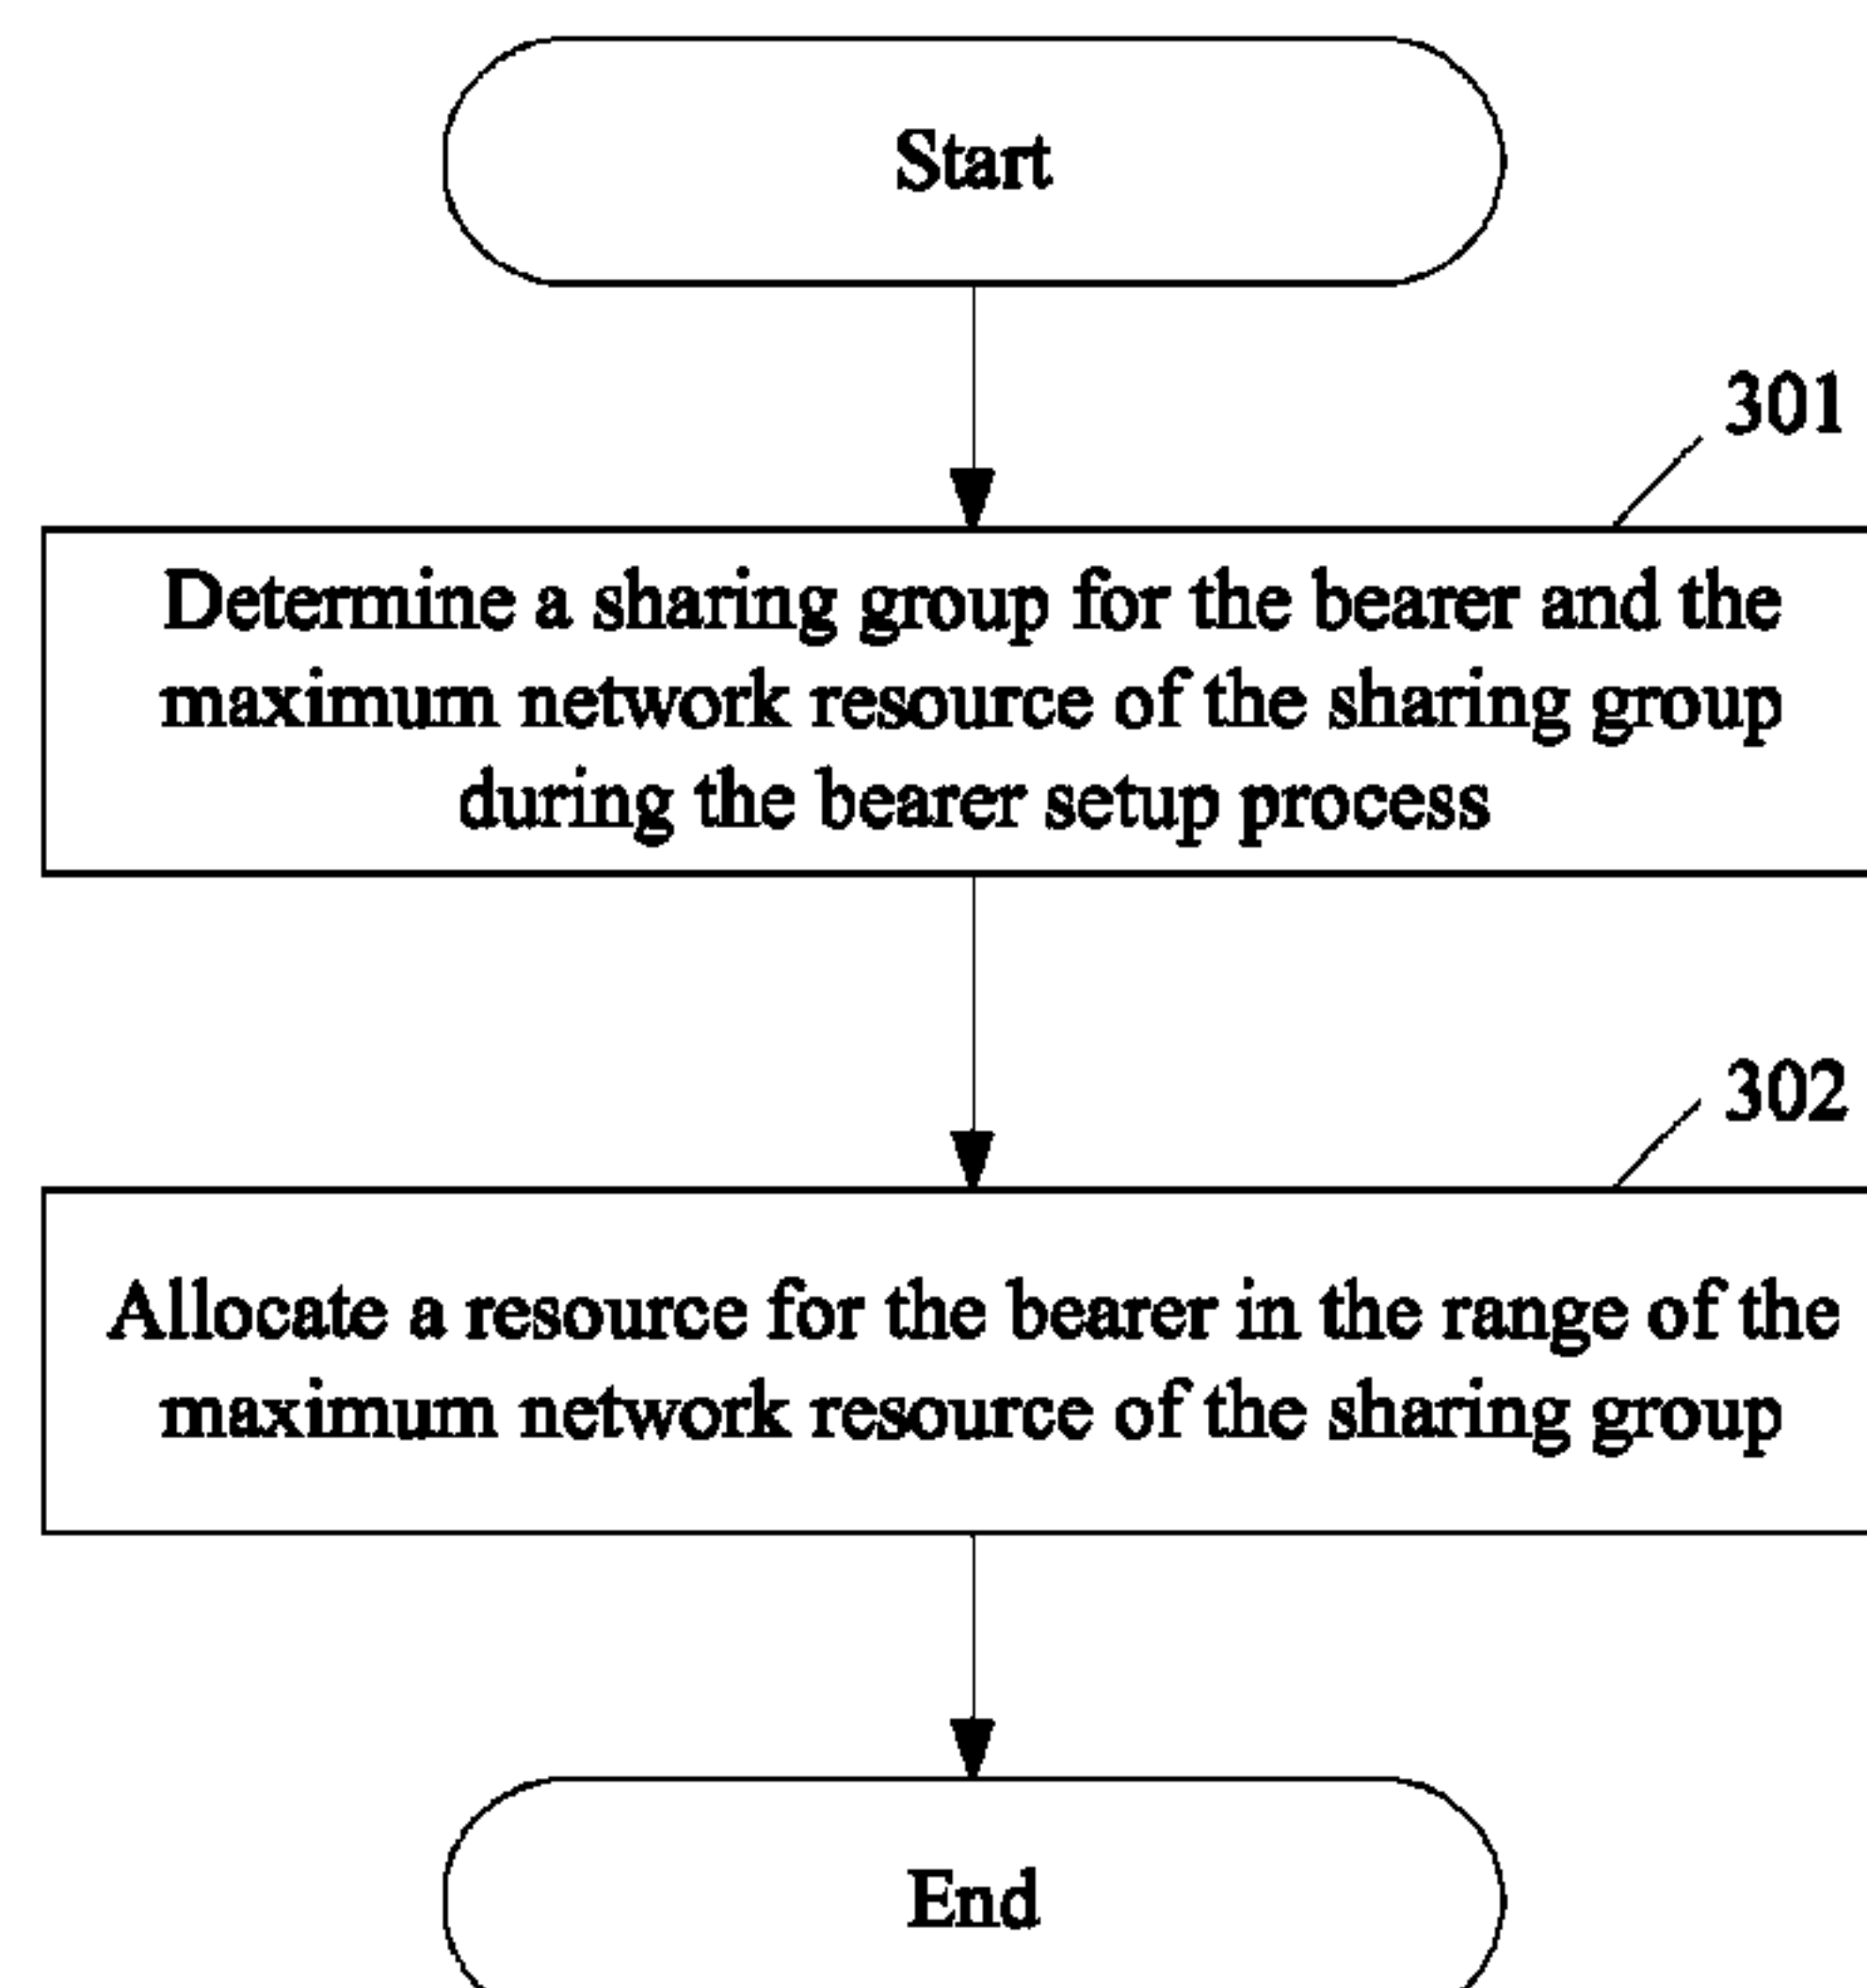 Start
301
Determine a sharing group for the bearer and the
maximum network resource of the sharing group
during the bearer setup process
302
Allocate a resource for the bearer in the range of the
maximum network resource of the sharing group
End